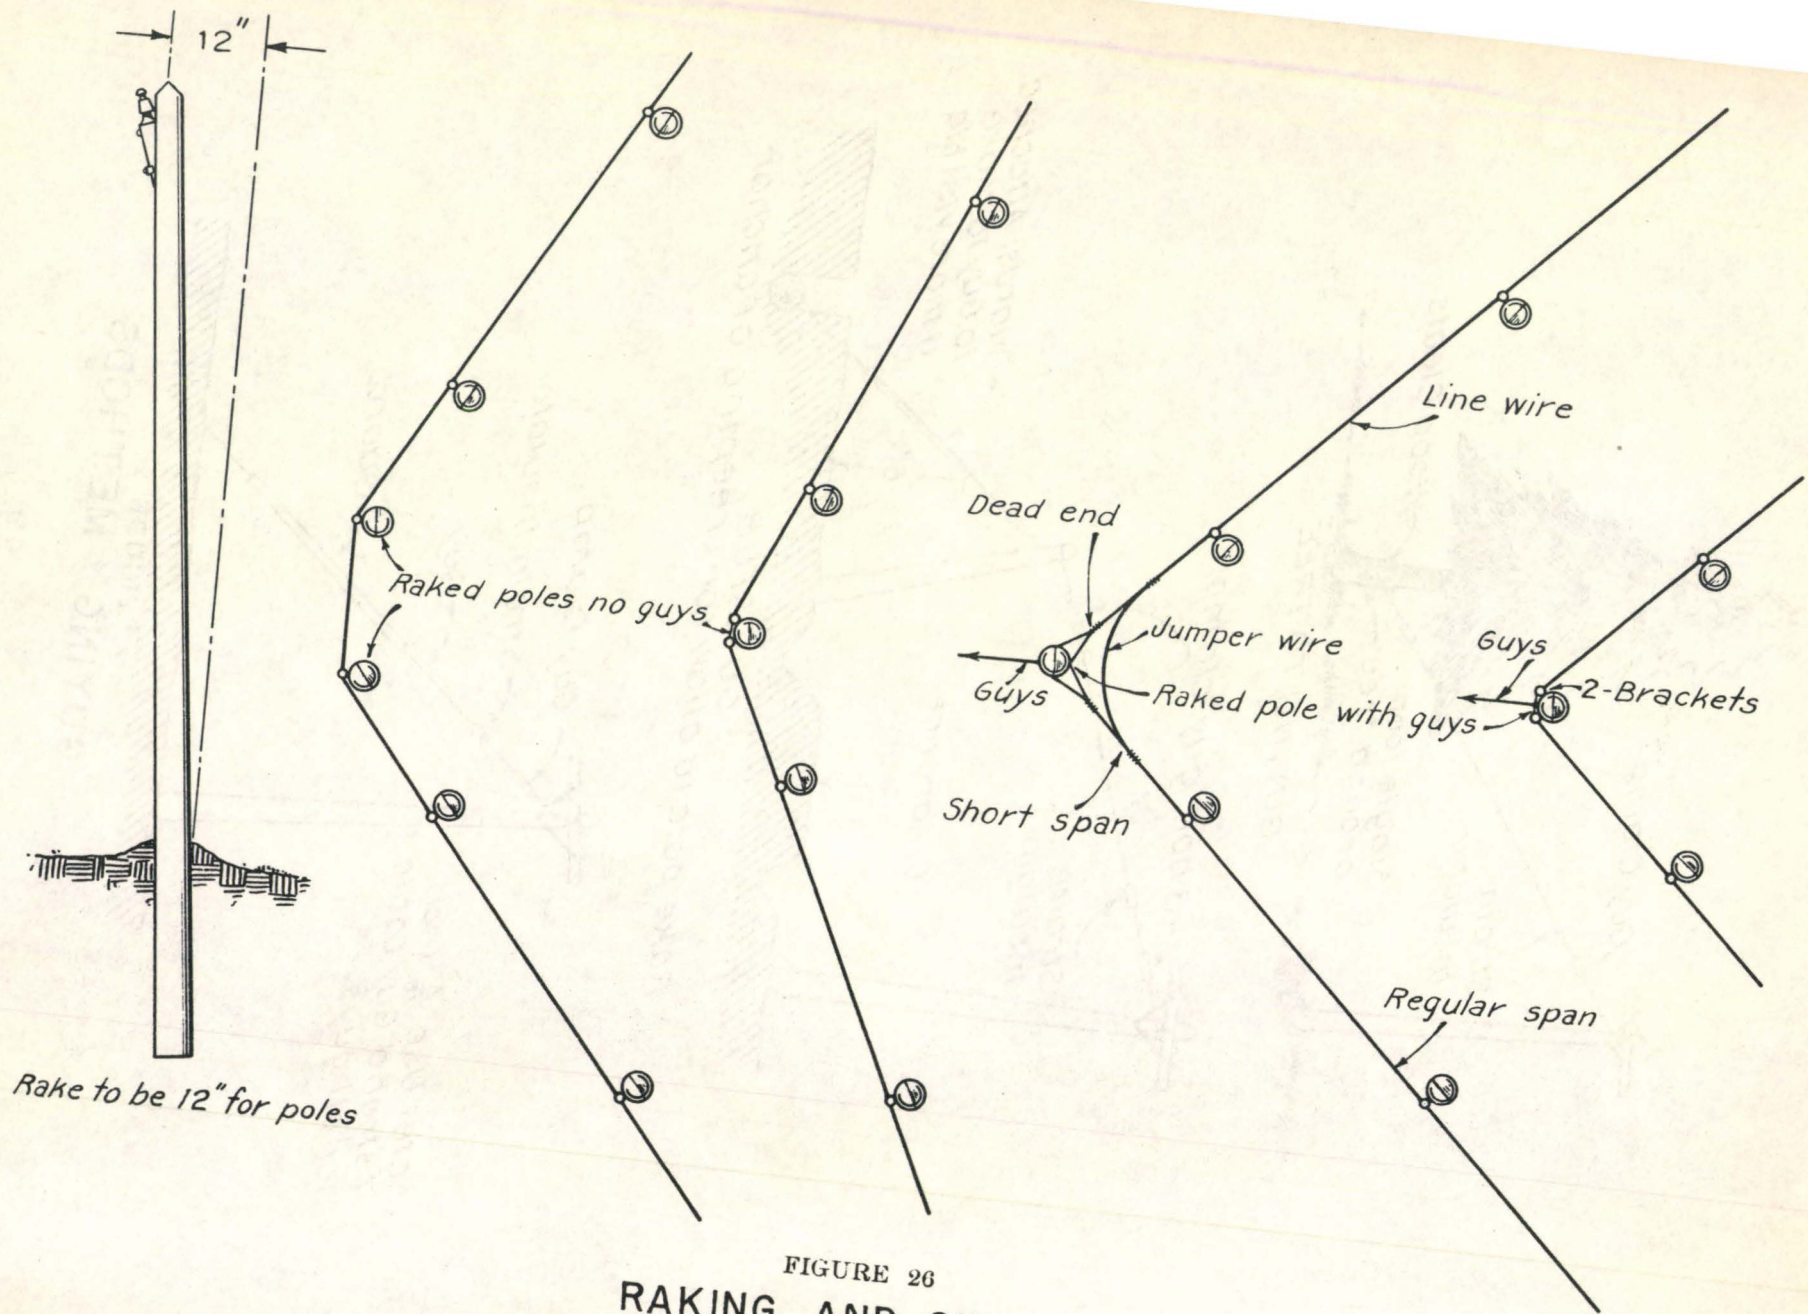 12"
Line wire
Dead end
Raked poles no guys
Jumper wire
Guys
Guys
Raked pole with guys
2-Brackets
Short span
Regular span
Rake to be 12" for poles
FIGURE 26
RAKING AND